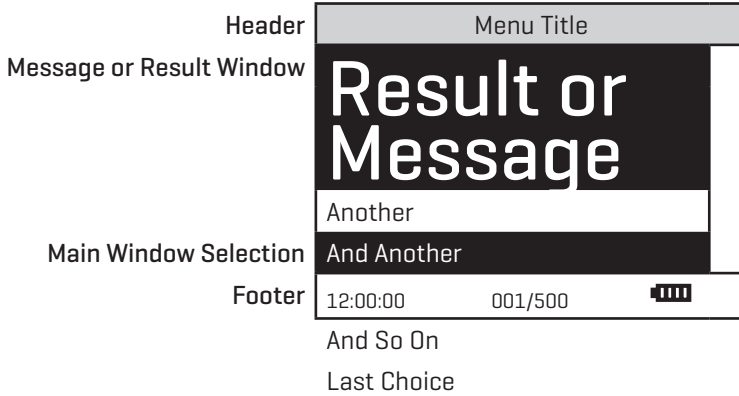 Header
Menu Title
Message or Result Window
Result or
Message
Another
Main Window Selection
And Another
Footer
12:00:00
001/500
And So On
Last Choice